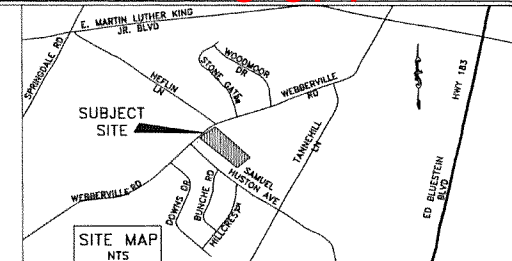 E. MARTIN LUTHER KING
JR. BLVD
SPRINGDALE RD
HEFLIN
LN
STONE GATE
WOODMOOR
DR
WEBBERVILLE
RD
HWY 183
SUBJECT
SITE
TANNEHILL
LN
SAMUEL
HUSTON AVE
WEBBERVILLE RD
DOWNS DR
BUNCHE RD
HILLCREST
ED BLUESTEIN
BLVD
SITE MAP
NTS